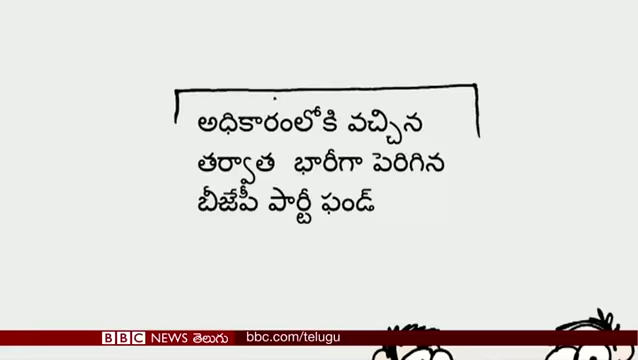 అధికారంలోకి వచ్చిన
తర్వాత భారీగా పెరిగిన
బీజేపీ పార్టీ ఫండ్
BBC NEWS తెలుగు bbc.com/telugu